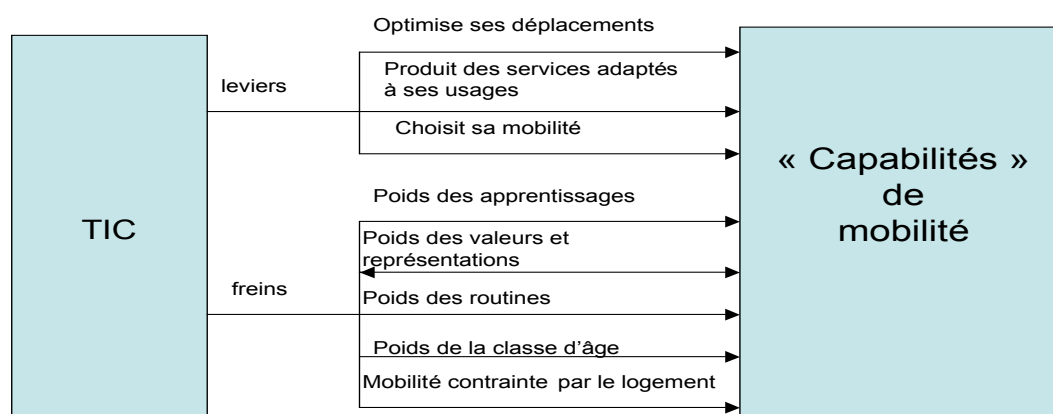 Optimise ses déplacements
Produit des services adaptés
à ses usages
leviers
Choisit sa mobilité
TIC
« Capabilités »
de
mobilité
Poids des apprentissages
Poids des valeurs et
représentations
freins
Poids des routines
Poids de la classe d'âge
Mobilité contrainte par le logement